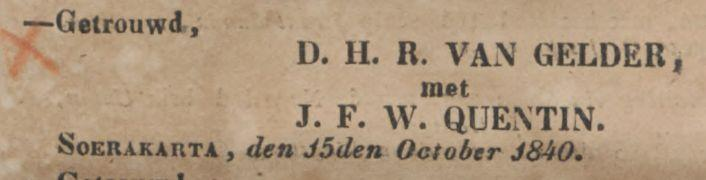 —Getrouwd,
D. H. R. VAN GELDER,
met
J. F. W. QUENTIN.
SOERAKARTA, den 15den October 1840.